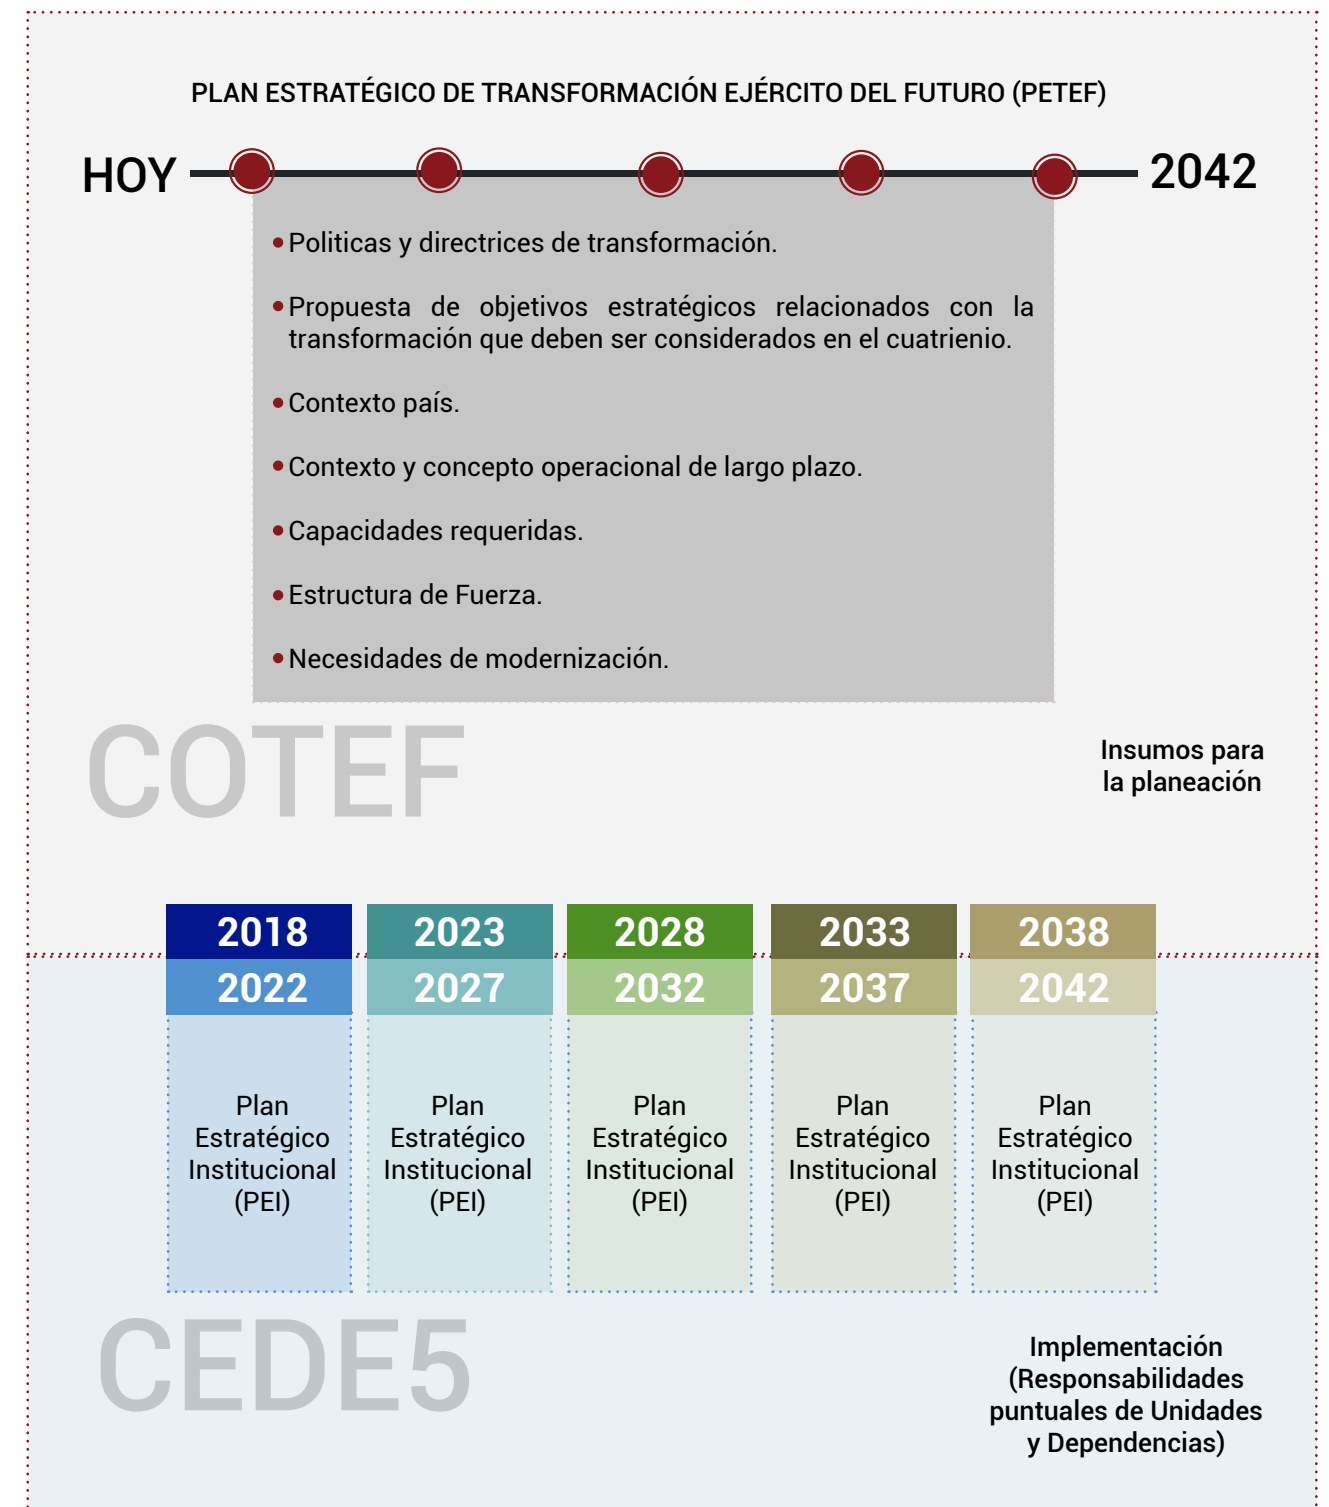 PLAN ESTRATÉGICO DE TRANSFORMACIÓN EJÉRCITO DEL FUTURO (PETEF)
HOY
2042
Politicas y directrices de transformación.
Propuesta de objetivos estratégicos relacionados con la
transformación que deben ser considerados en el cuatrienio.
Contexto país.
Contexto y concepto operacional de largo plazo.
Capacidades requeridas.
Estructura de Fuerza.
Necesidades de modernización.
COTEF
Insumos para
la planeación
2018
2022
Plan
Estratégico
Institucional
(PEI)
2023
2027
Plan
Estratégico
Institucional
(PEI)
2028
2032
Plan
Estratégico
Institucional
(PEI)
2033
2037
Plan
Estratégico
Institucional
(PEI)
2038
2042
Plan
Estratégico
Institucional
(PEI)
CEDE5
Implementación
(Responsabilidades
puntuales de Unidades
y Dependencias)